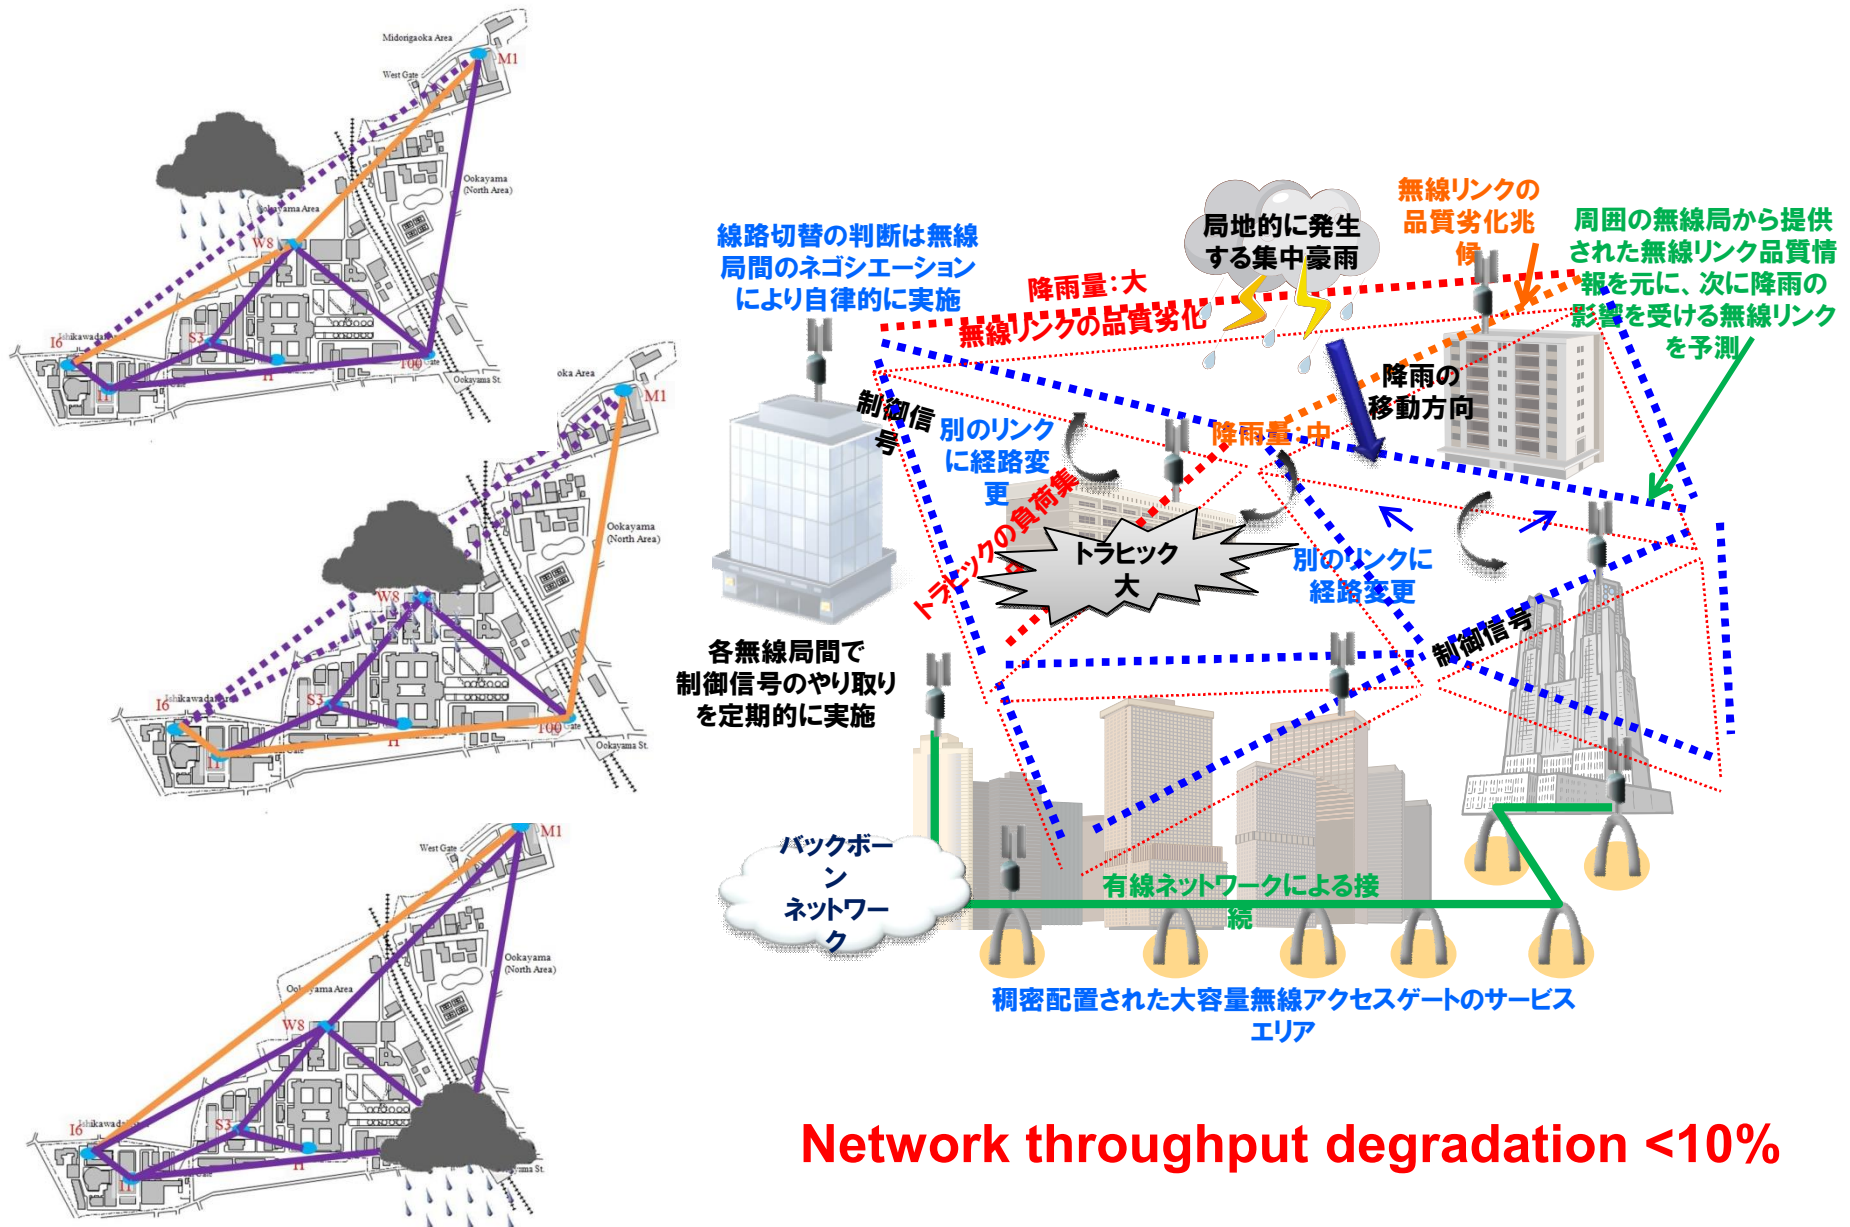 Midorigaoka Area
M1
West Gate
Ookayama
(North Area)
Ookayama Area
W8
I6
Ishikawadai
S3
H
100
Gate
Ookayama St.
oka Area
M1
Ookayama
(North Area)
W8
I6
S3
H
100
Ookayama St.
M1
West Gate
Ookayama
(North Area)
W8
I6
S3
H
線路切替の判断は無線
局間のネゴシエーション
により自律的に実施
局地的に発生
する集中豪雨
無線リンクの
品質劣化兆
候
周囲の無線局から提供
された無線リンク品質情
報を元に、次に降雨の
影響を受ける無線リンク
を予測
降雨量：大
無線リンクの品質劣化
降雨の
移動方向
制御信
号
別のリンク
に経路変
更
降雨量：中
トラヒックの負荷集
トラヒック
大
別のリンクに
経路変更
制御信号
各無線局間で
制御信号のやり取り
を定期的に実施
バックボー
ン
ネットワー
ク
有線ネットワークによる接
続
稠密配置された大容量無線アクセスゲートのサービス
エリア
Network throughput degradation <10%